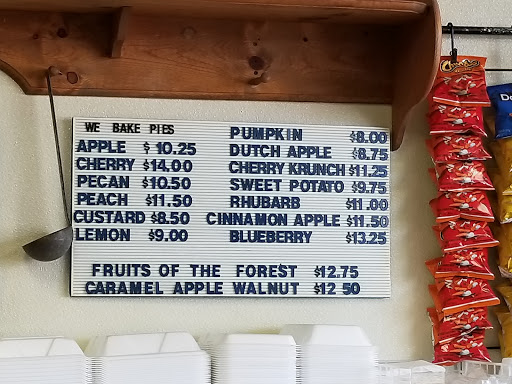 WE BAKE PIES
APPLE $ 10.25
CHERRY $14.00
PECAN $10.50
PEACH $11.50
CUSTARD $8.50
LEMON $9.00
PUMPKIN $8.00
DUTCH APPLE $8.75
CHERRY KRUNCH $11.25
SWEET POTATO $9.75
RHUBARB $11.00
CINNAMON APPLE $11.50
BLUEBERRY $13.25
FRUITS OF THE FOREST $12.75
CARAMEL APPLE WALNUT $12 50